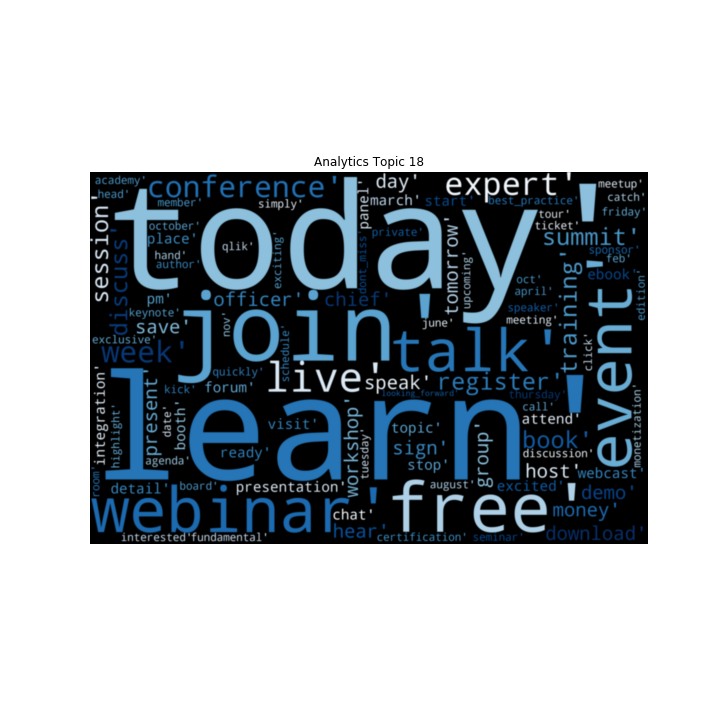 Analytics Topic 18
academy'
head'
conference'
day'
expert'
meetup'
catch'
member'
simply'
panel'
march'
start'
best_practice'
friday'
session'
today'
october'
place'
hand'
author'
qlik'
exciting'
dont_miss'
private'
tomorrow'
upcoming'
tour'
ticket'
summit'
sponsor'
feb'
discuss'
pm'
officer'
chief'
oct'
april'
training'
ebook'
edition'
keynote'
save'
join'
nov'
june'
speaker'
meeting'
event'
exclusive'
week'
schedule'
talk'
click'
quickly'
live'
speak'
register'
integration'
highlight'
present'
kick'
forum'
looking_forward'
thursday'
learn'
date'
booth'
visit'
workshop'
tuesday'
topic'
call'
attend'
monetization'
agenda'
ready'
sign'
stop'
group'
book'
discussion'
host'
webcast'
room'
detail'
board'
presentation'
august'
excited'
demo'
webinar'
chat'
free'
money'
hear'
interested'
fundamental'
certification'
seminar'
download'